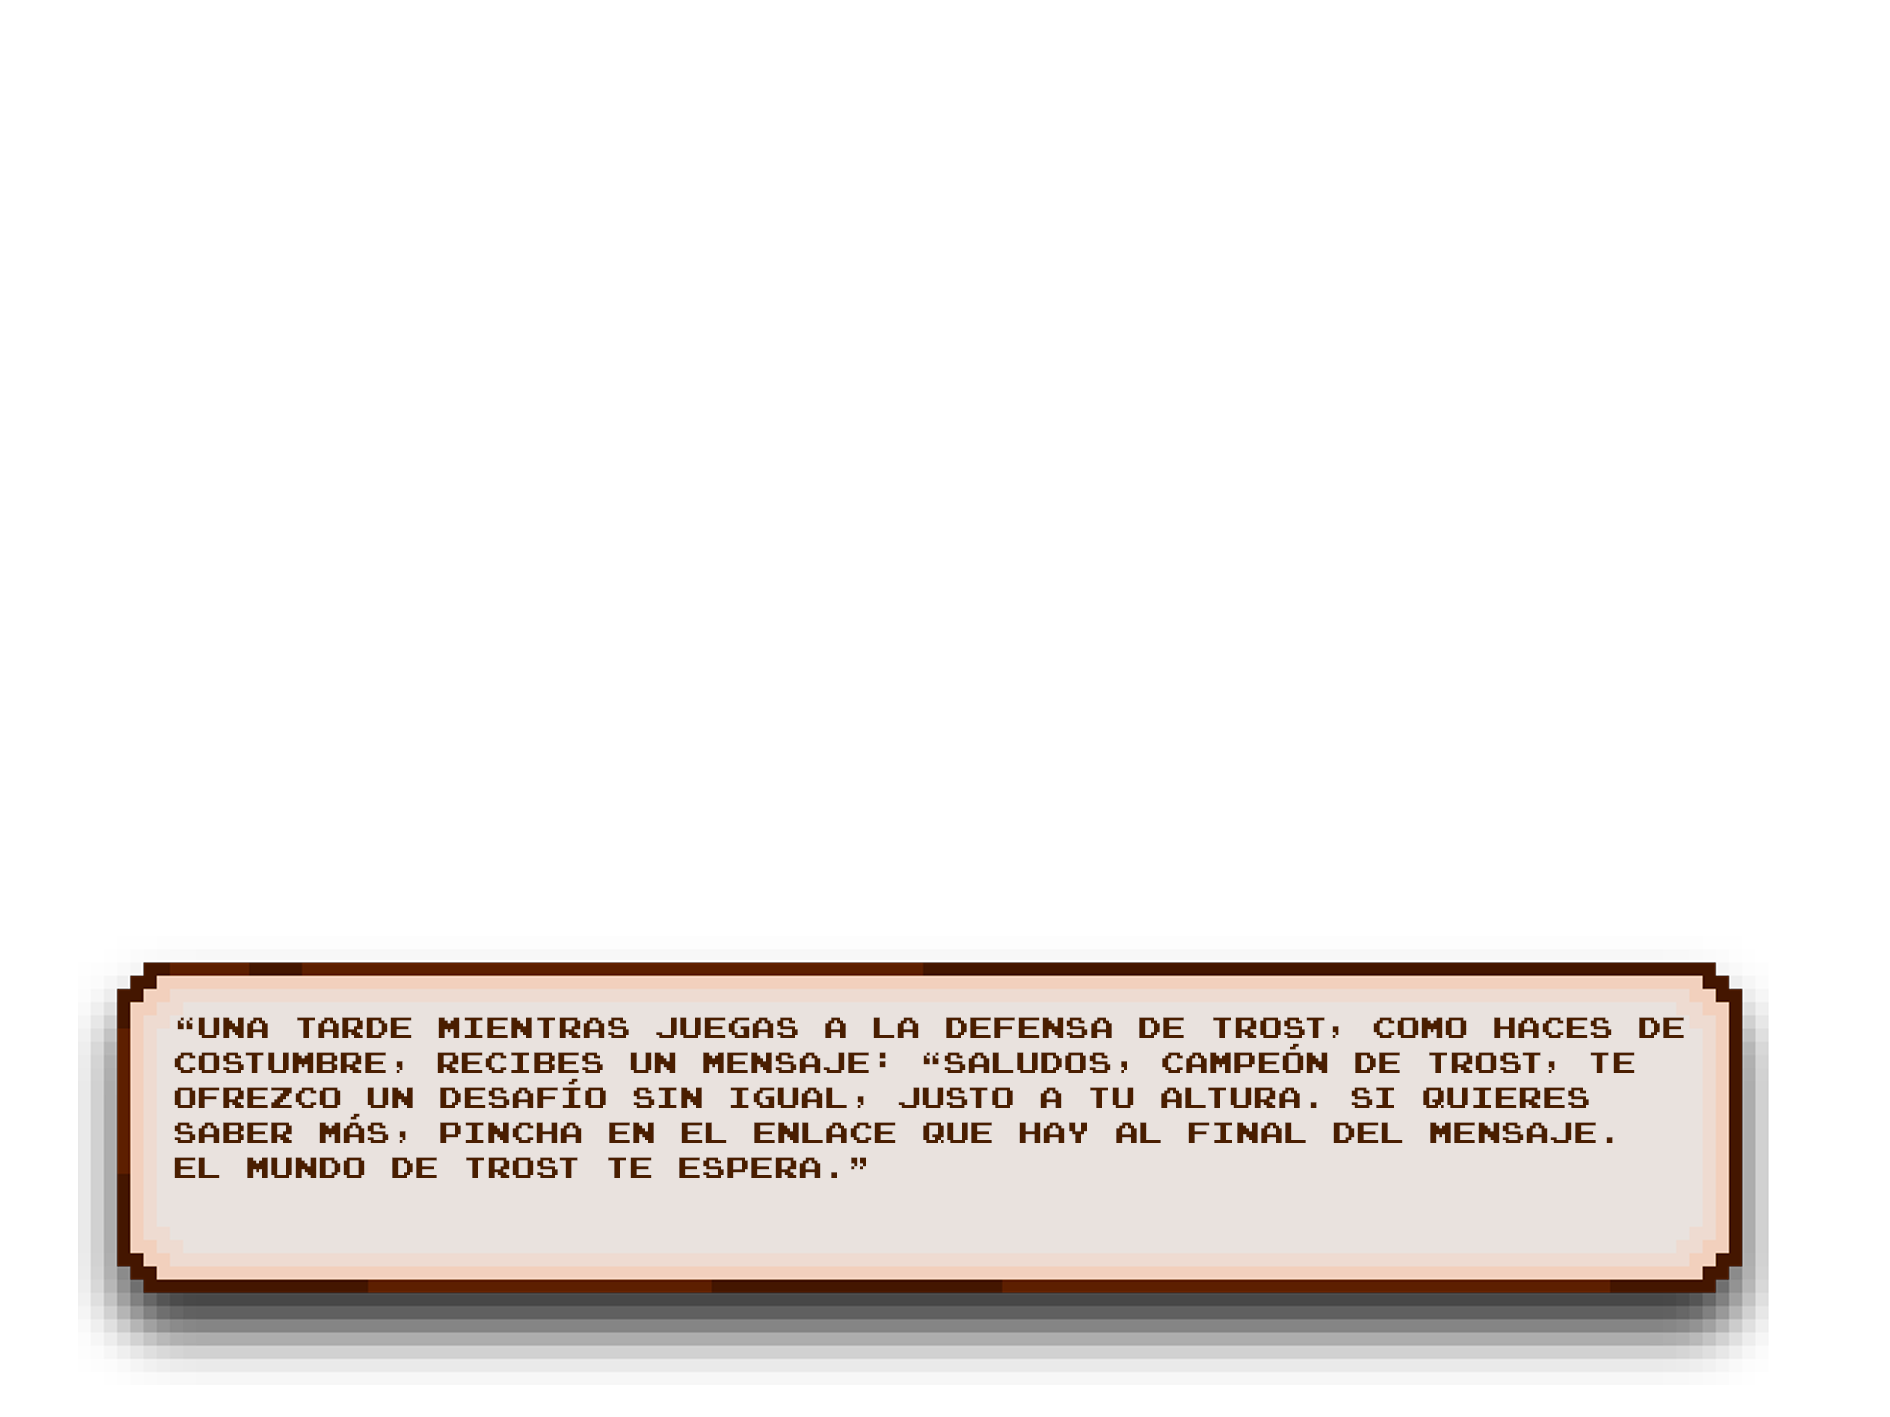 “UNA TARDE MIENTRAS JUEGAS A LA DEFENSA DE TROST, COMO HACES DE
COSTUMBRE, RECIBES UN MENSAJE: “SALUDOS, CAMPEÓN DE TROST, TE
OFREZCO UN DESAFÍO SIN IGUAL, JUSTO A TU ALTURA. SI QUIERES
SABER MÁS, PINCHA EN EL ENLACE QUE HAY AL FINAL DEL MENSAJE.
EL MUNDO DE TROST TE ESPERA.”